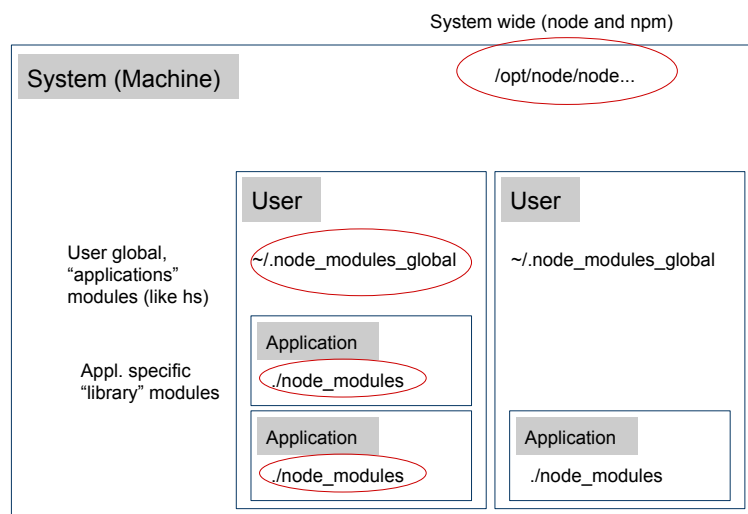 System wide (node and npm)
System (Machine)
/opt/node/node...
User
User
User global,
“applications”
modules (like hs)
~/.node_modules_global
~/.node_modules_global
Appl. specific
“library” modules
Application
./node_modules
Application
./node_modules
Application
./node_modules